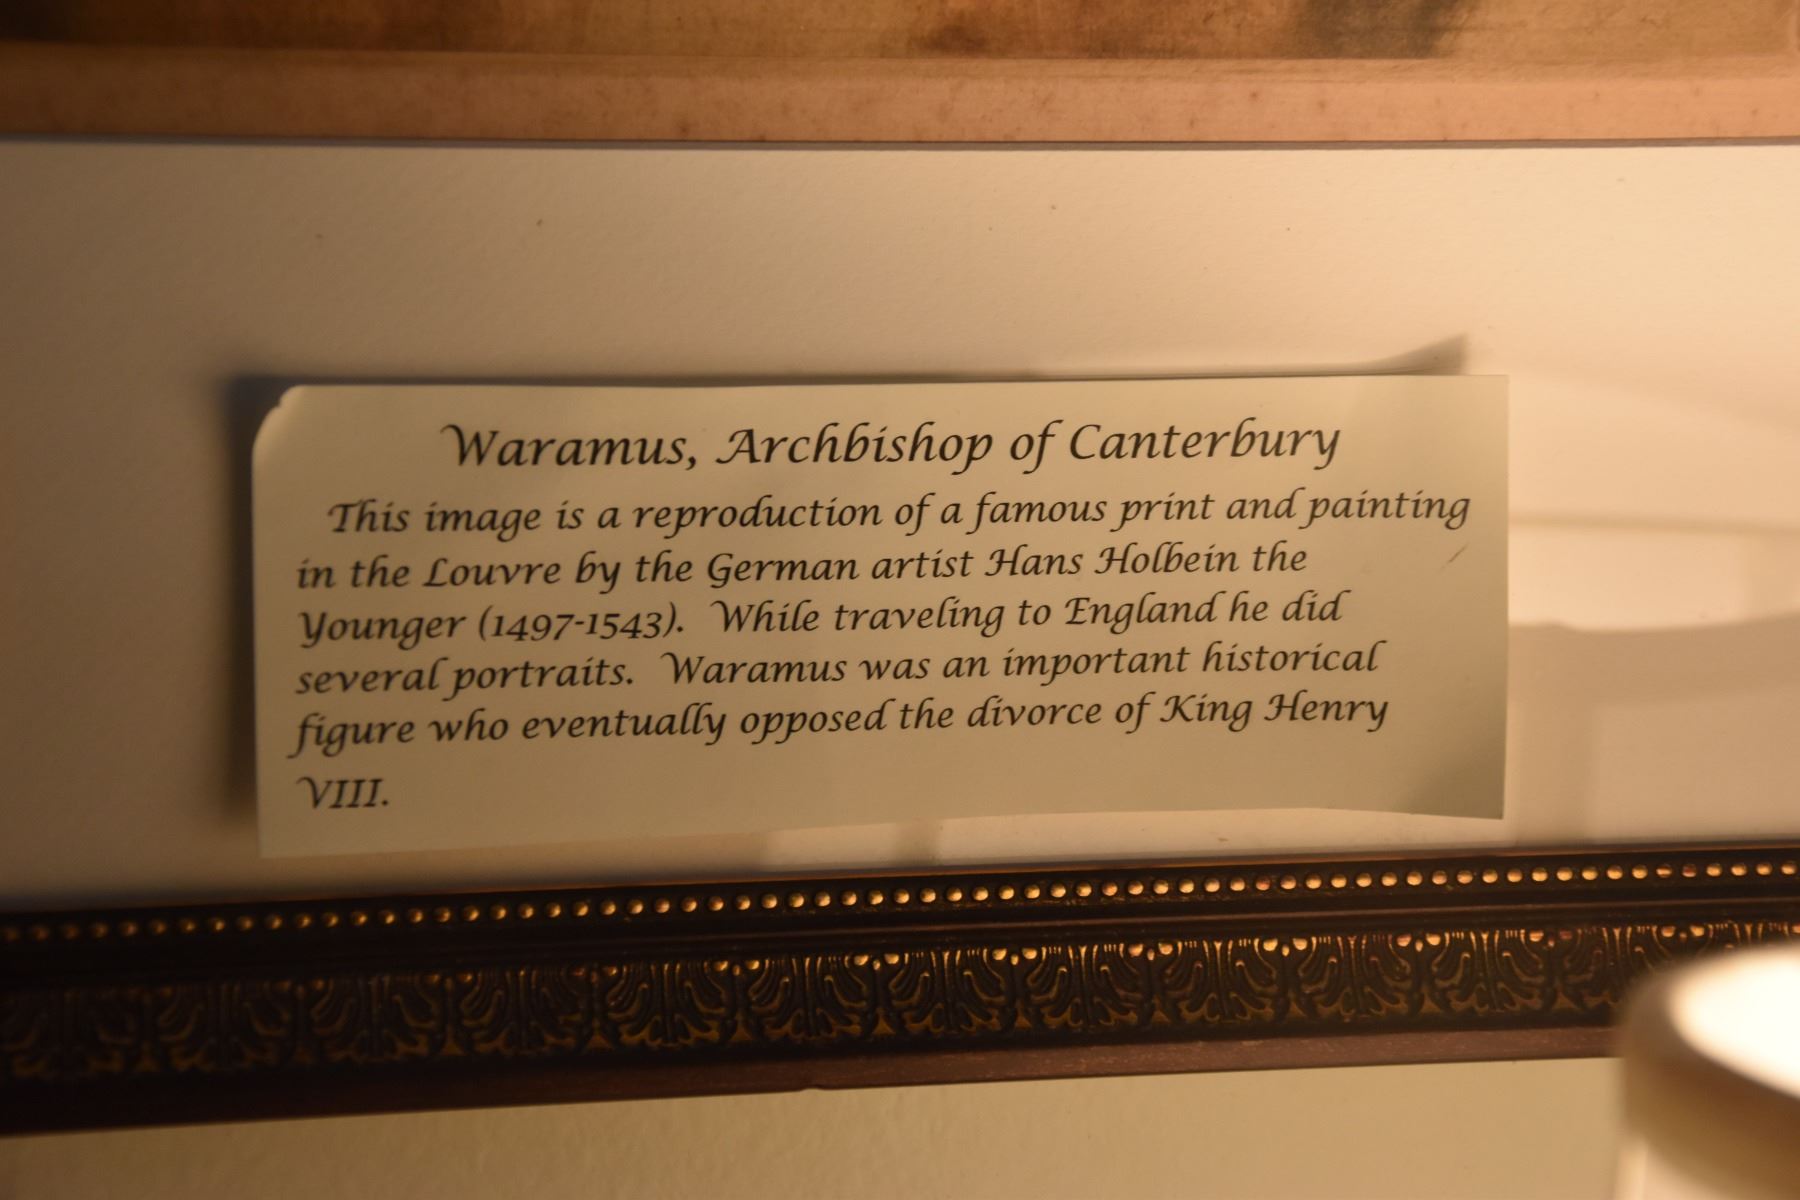 Waramus, Archbishop of Canterbury
This image is a reproduction of a famous print and painting
in the Louvre by the German artist Hans Holbein the
Younger (1497-1543). While traveling to England he did
several portraits. Waramus was an important historical
figure who eventually opposed the divorce of King Henry
VIII.